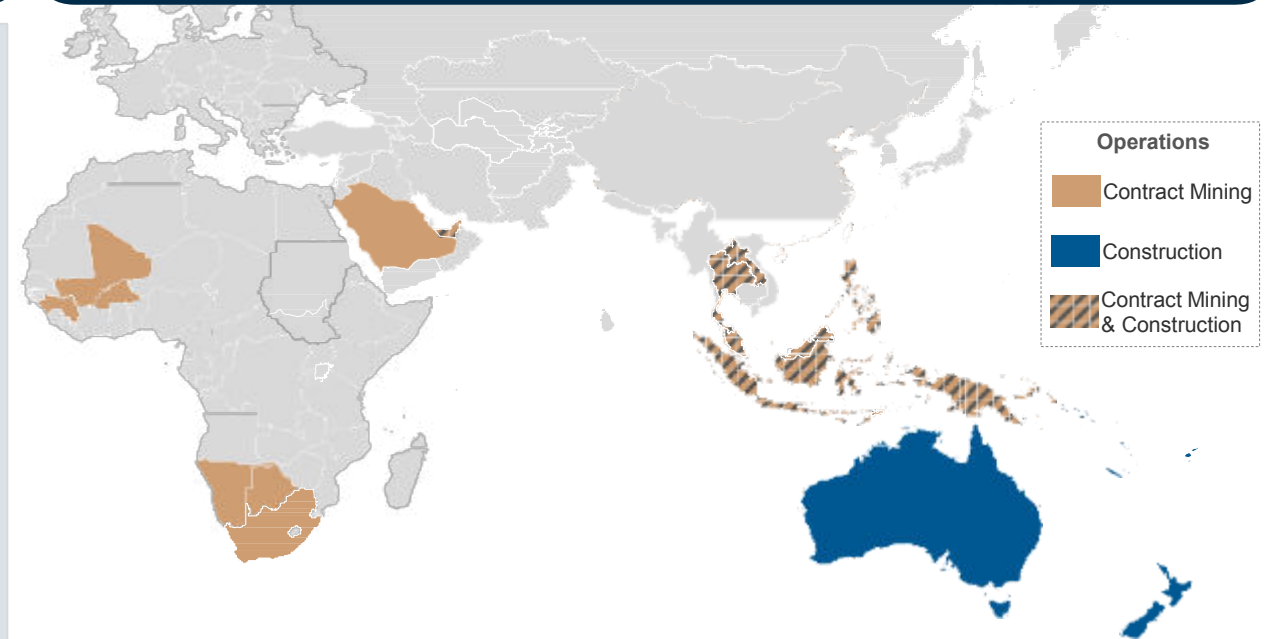 Operations
Contract Mining
Construction
Contract Mining
& Construction